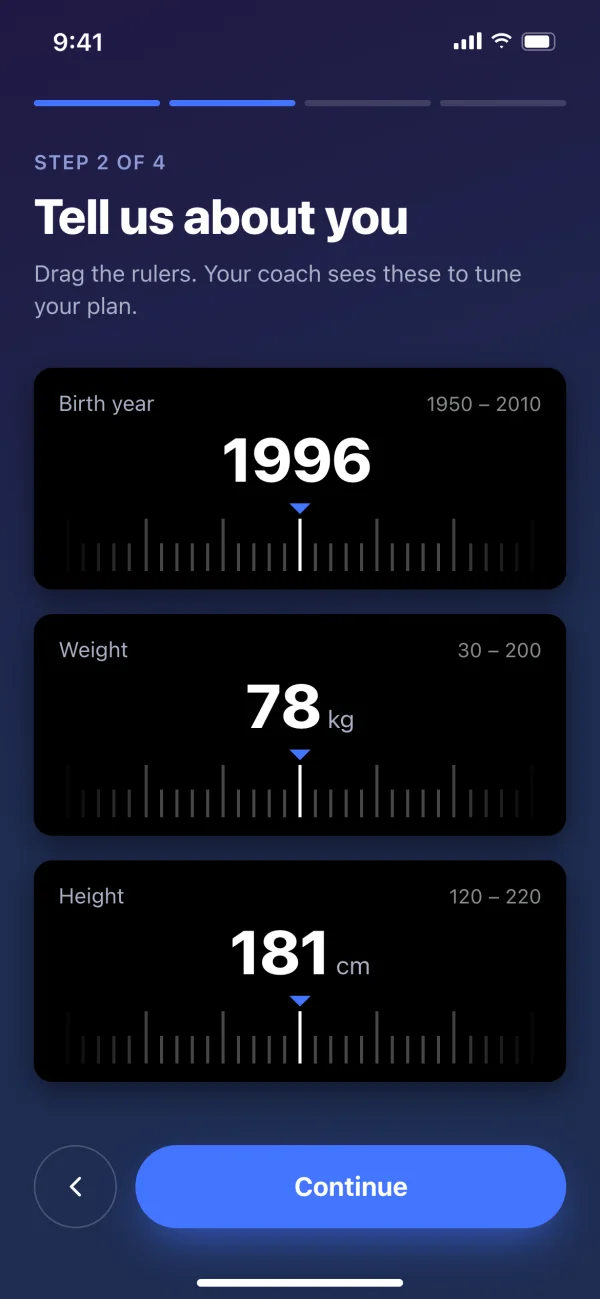 9:41
STEP 2 OF 4
Tell us about you
Drag the rulers. Your coach sees these to tune
your plan.
Birth year 1950 – 2010
1996
Weight 30 – 200
78 kg
Height 120 – 220
181 cm
Continue